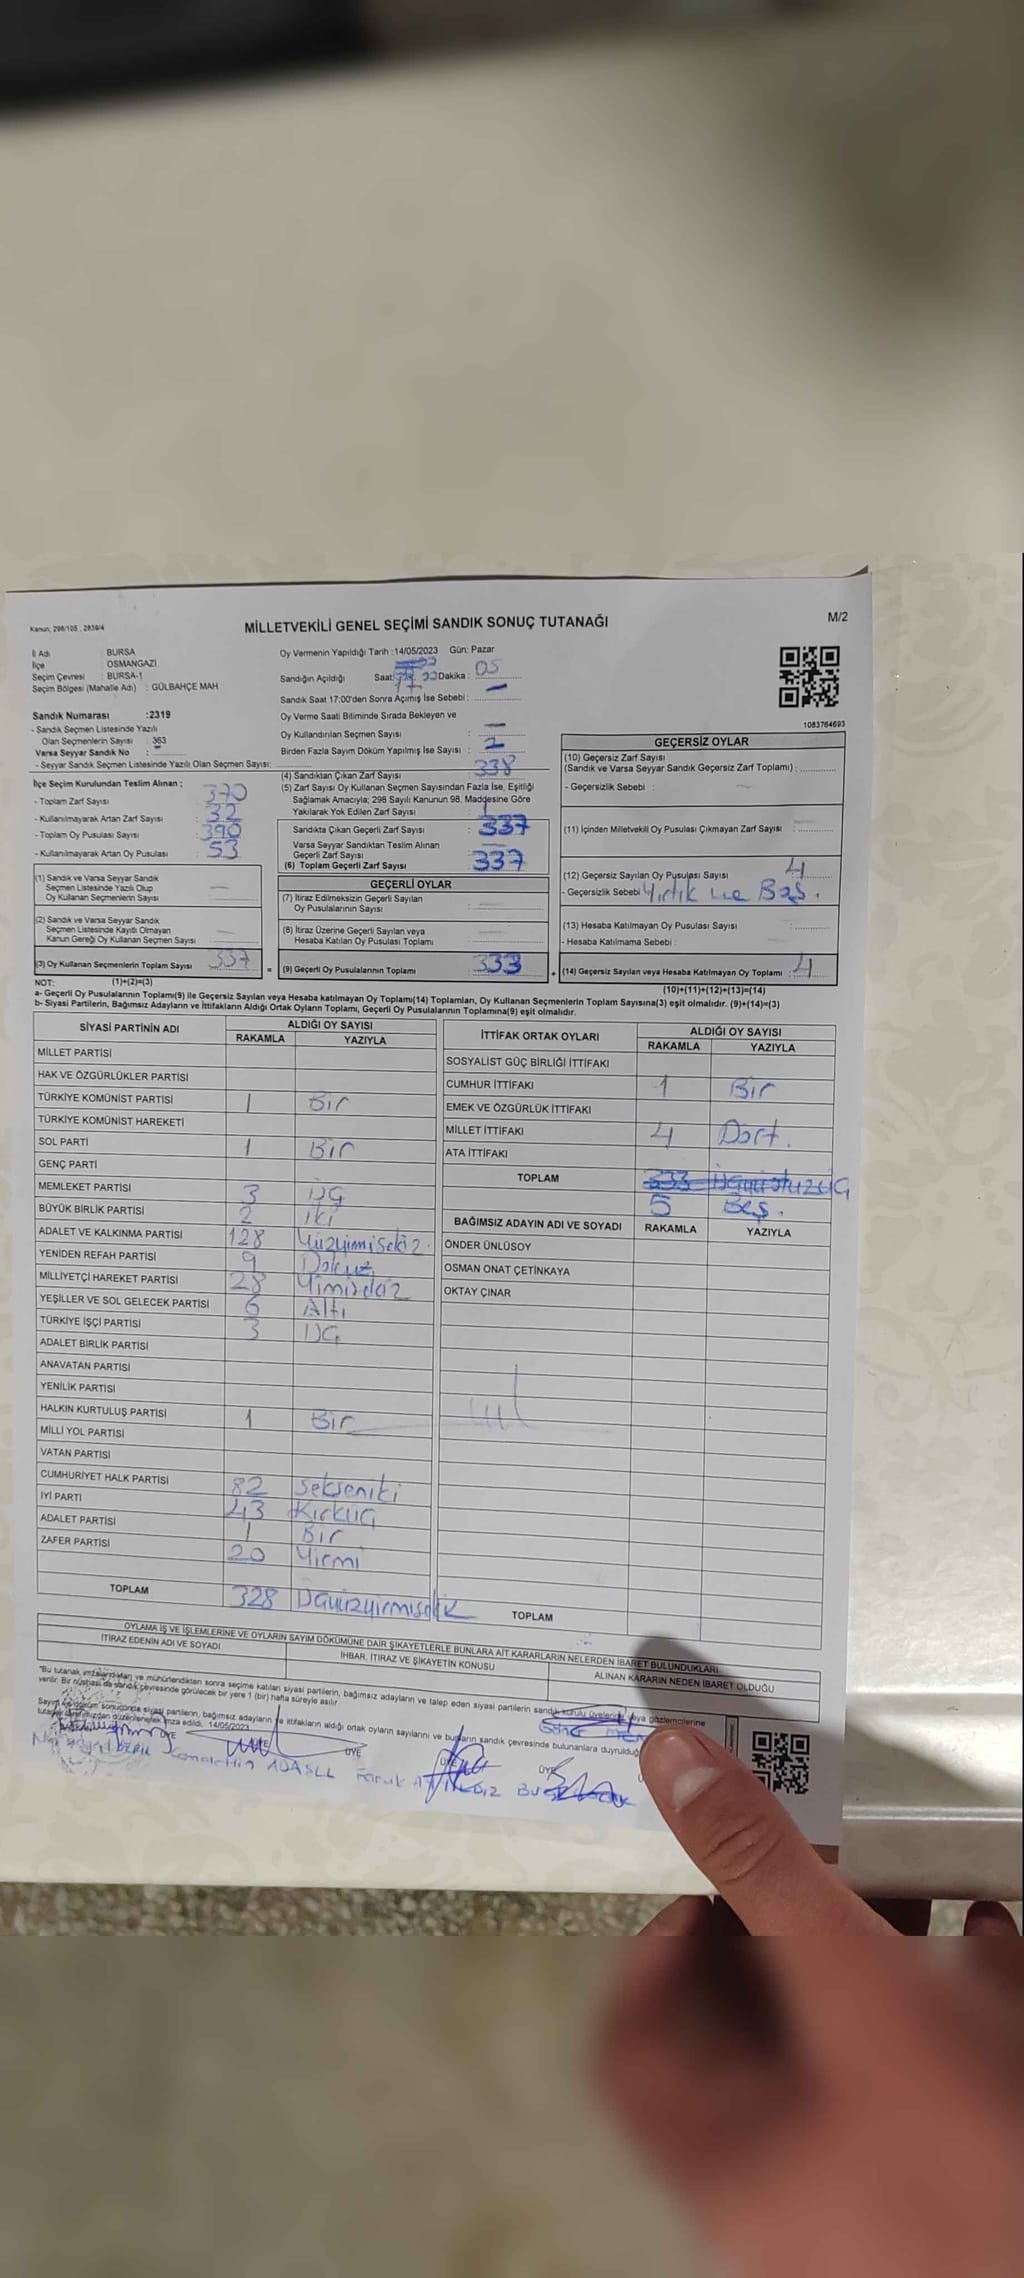 Kanun; 298/105 , 2839/4
MİLLETVEKİLİ GENEL SEÇİMİ SANDIK SONUÇ TUTANAĞI
M/2
İl Adı : BURSA
İlçe : OSMANGAZİ
Seçim Çevresi : BURSA-1
Seçim Bölgesi (Mahalle Adı) : GÜLBAHÇE MAH.
Sandık Numarası :2319
- Sandık Seçmen Listesinde Yazılı
Olan Seçmenlerin Sayısı : 363
Varsa Seyyar Sandık No :
- Seyyar Sandık Seçmen Listesinde Yazılı Olan Seçmen Sayısı:
Oy Vermenin Yapıldığı Tarih :14/05/2023 Gün: Pazar
Sandığın Açıldığı Saat: 17 Dakika : 05
Sandık Saat 17:00'den Sonra Açımış İse Sebebi : —
Oy Verme Saati Bitiminde Sırada Bekleyen ve
Oy Kullandırılan Seçmen Sayısı : —
Birden Fazla Sayım Döküm Yapılmış İse Sayısı : 2
1083764693
İlçe Seçim Kurulundan Teslim Alınan ;
- Toplam Zarf Sayısı : 370
- Kullanılmayarak Artan Zarf Sayısı : 32
- Toplam Oy Pusulası Sayısı : 390
- Kullanılmayarak Artan Oy Pusulası : 53
(4) Sandıktan Çıkan Zarf Sayısı : 338
(5) Zarf Sayısı Oy Kullanan Seçmen Sayısından Fazla İse, Eşitliği
Sağlamak Amacıyla; 298 Sayılı Kanunun 98. Maddesine Göre
Yakılarak Yok Edilen Zarf Sayısı : 1
Sandıkta Çıkan Geçerli Zarf Sayısı : 337
Varsa Seyyar Sandıktan Teslim Alınan
Geçerli Zarf Sayısı : —
(6) Toplam Geçerli Zarf Sayısı : 337
GEÇERSİZ OYLAR
(10) Geçersiz Zarf Sayısı
(Sandık ve Varsa Seyyar Sandık Geçersiz Zarf Toplamı) :
- Geçersizlik Sebebi : —
(11) İçinden Milletvekili Oy Pusulası Çıkmayan Zarf Sayısı : —
(12) Geçersiz Sayılan Oy Pusulası Sayısı : 4
- Geçersizlik Sebebi Yırtık ve Boş.
(13) Hesaba Katılmayan Oy Pusulası Sayısı : —
- Hesaba Katılmama Sebebi : —
(14) Geçersiz Sayılan veya Hesaba Katılmayan Oy Toplamı : 4
(1) Sandık ve Varsa Seyyar Sandık
Seçmen Listesinde Yazılı Olup
Oy Kullanan Seçmenlerin Sayısı : —
(2) Sandık ve Varsa Seyyar Sandık
Seçmen Listesinde Kayıtlı Olmayan
Kanun Gereği Oy Kullanan Seçmen Sayısı : —
(3) Oy Kullanan Seçmenlerin Toplam Sayısı : 337
=
GEÇERLİ OYLAR
(7) İtiraz Edilmeksizin Geçerli Sayılan
Oy Pusulalarının Sayısı : —
(8) İtiraz Üzerine Geçerli Sayılan veya
Hesaba Katılan Oy Pusulası Toplamı : —
(9) Geçerli Oy Pusulalarının Toplamı : 333
+
NOT: (1)+(2)=(3)
(10)+(11)+(12)+(13)=(14)
a- Geçerli Oy Pusulalarının Toplamı(9) ile Geçersiz Sayılan veya Hesaba katılmayan Oy Toplamı(14) Toplamları, Oy Kullanan Seçmenlerin Toplam Sayısına(3) eşit olmalıdır. (9)+(14)=(3)
b- Siyasi Partilerin, Bağımsız Adayların ve İttifakların Aldığı Ortak Oyların Toplamı, Geçerli Oy Pusulalarının Toplamına(9) eşit olmalıdır.
SİYASİ PARTİNİN ADI ALDIĞI OY SAYISI
RAKAMLA YAZIYLA
MİLLET PARTİSİ
HAK VE ÖZGÜRLÜKLER PARTİSİ
TÜRKİYE KOMÜNİST PARTİSİ 1 Bir
TÜRKİYE KOMÜNİST HAREKETİ
SOL PARTİ 1 Bir
GENÇ PARTİ
MEMLEKET PARTİSİ 3 Üç
BÜYÜK BİRLİK PARTİSİ 2 iki
ADALET VE KALKINMA PARTİSİ 128 Yüzyirmisekiz.
YENİDEN REFAH PARTİSİ 9 Dokuz
MİLLİYETÇİ HAREKET PARTİSİ 28
YEŞİLLER VE SOL GELECEK PARTİSİ 6 Altı
TÜRKİYE İŞÇİ PARTİSİ 3 Üç
ADALET BİRLİK PARTİSİ
ANAVATAN PARTİSİ
YENİLİK PARTİSİ
HALKIN KURTULUŞ PARTİSİ 1 Bir
MİLLİ YOL PARTİSİ
VATAN PARTİSİ
CUMHURİYET HALK PARTİSİ 82 sekseniki
İYİ PARTİ 43 Kırküç
ADALET PARTİSİ 1 Bir
ZAFER PARTİSİ 20 Yirmi
TOPLAM 328
İTTİFAK ORTAK OYLARI ALDIĞI OY SAYISI
RAKAMLA YAZIYLA
SOSYALİST GÜÇ BİRLİĞİ İTTİFAKI
CUMHUR İTTİFAKI 1 Bir
EMEK VE ÖZGÜRLÜK İTTİFAKI
MİLLET İTTİFAKI 4 Dört.
ATA İTTİFAKI
TOPLAM 333
5 Beş.
BAĞIMSIZ ADAYIN ADI VE SOYADI RAKAMLA YAZIYLA
ÖNDER ÜNLÜSOY
OSMAN ONAT ÇETİNKAYA
OKTAY ÇINAR
TOPLAM
OYLAMA İŞ VE İŞLEMLERİNE VE OYLARIN SAYIM DÖKÜMÜNE DAİR ŞİKAYETLERLE BUNLARA AİT KARARLARIN NELERDEN İBARET BULUNDUKLARI
İTİRAZ EDENİN ADI VE SOYADI
İHBAR, İTİRAZ VE ŞİKAYETİN KONUSU
ALINAN KARARIN NEDEN İBARET OLDUĞU
"Bu tutanak imzalandıktan ve mühürlendikten sonra seçime katılan siyasi partilerin, bağımsız adayların ve talep eden siyasi partilerin sandık kurulu üyelerine veya gözlemcilerine
verilir. Bir nüshası da sandık çevresinde görülecek bir yere 1 (bir) hafta süreyle asılır
Sayım ve döküm sonucunda siyasi partilerin, bağımsız adayların ve ittifakların aldığı ortak oyların sayılarını ve bunların sandık çevresinde bulunanlara duyrulduğu
tarafımızdan düzenlenerek imza edildi. 14/05/2023
ÜYE ÜYE ÜYE ÜYE
ADASLI Faruk